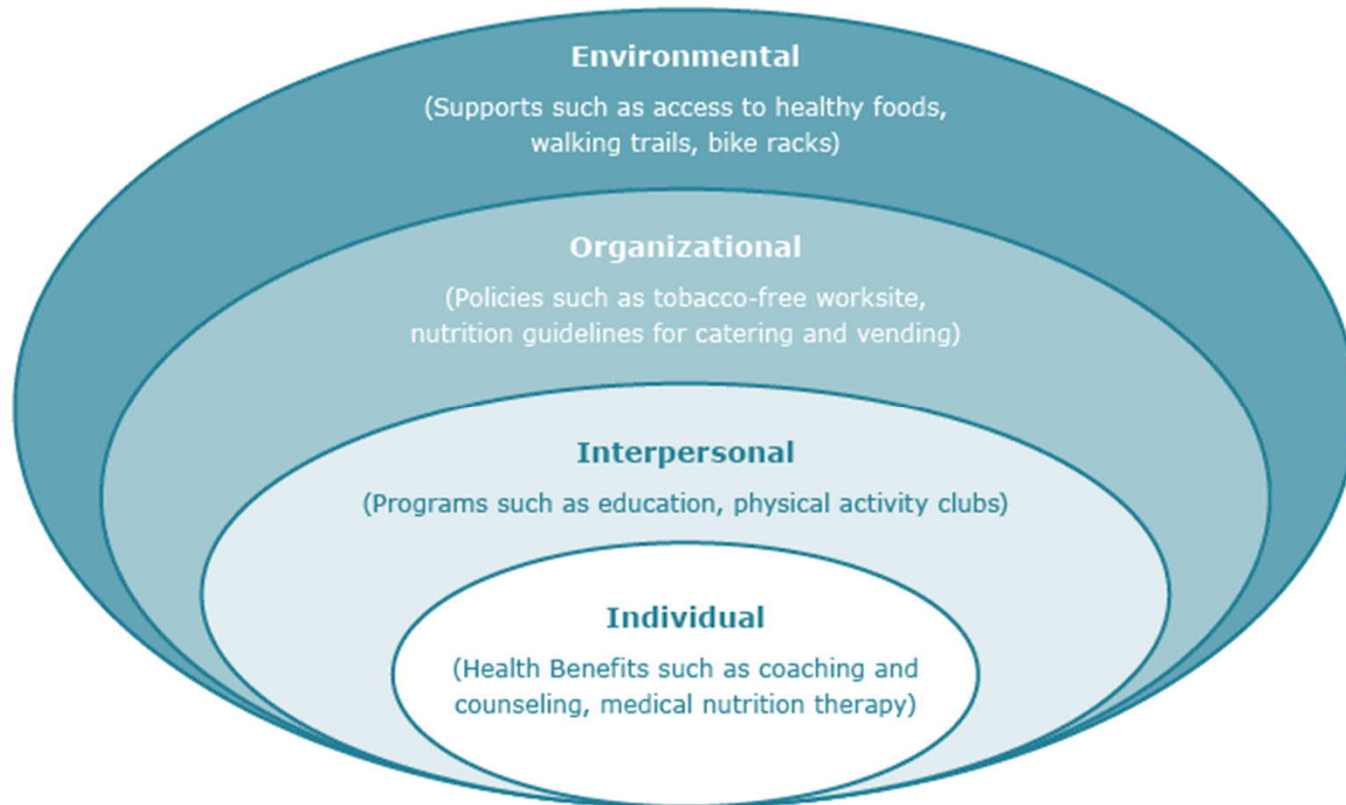 Environmental
(Supports such as access to healthy foods,
walking trails, bike racks)
Organizational
(Policies such as tobacco-free worksite,
nutrition guidelines for catering and vending)
Interpersonal
(Programs such as education, physical activity clubs)
Individual
(Health Benefits such as coaching and
counseling, medical nutrition therapy)